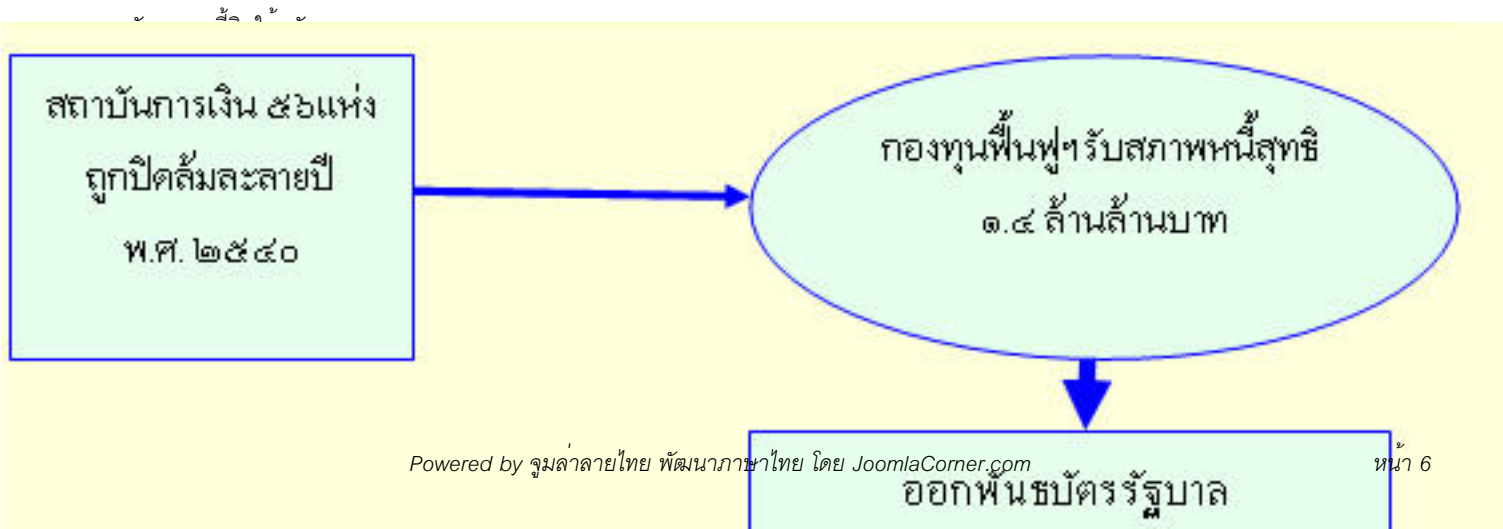 สถาบันการเงิน ๕๖แห่ง
ถูกปิดล้มละลายปี
พ.ศ. ๒๕๔๐
กองทุนฟื้นฟูฯรับสภาพหนี้สุทธิ
๑.๔ ล้านล้านบาท
Powered by จูมล่าลายไทย พัฒนาภาษาไทย โดย JoomlaCorner.com หน้า 6
ออกพันธบัตรรัฐบาล